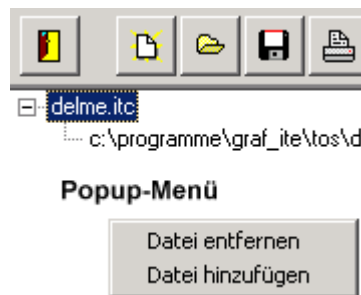 delme.itc
c:\programme\graf_ite\tos\d
Popup-Menü
Datei entfernen
Datei hinzufügen